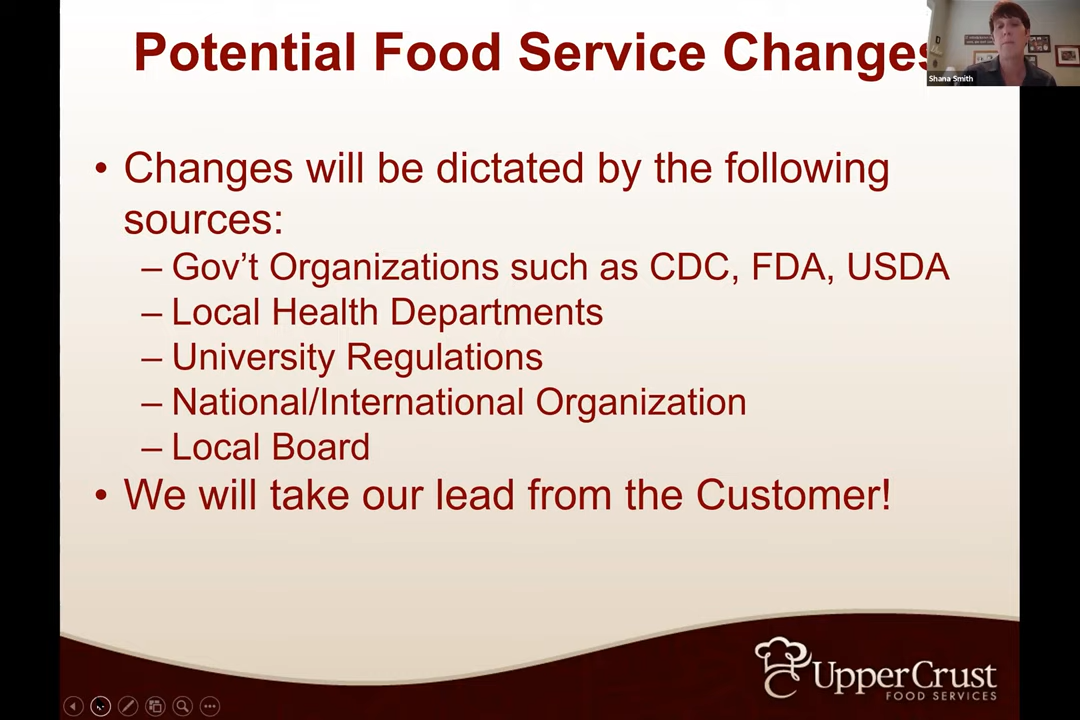 Potential Food Service Changes
Shana Smith
• Changes will be dictated by the following
sources:
– Gov't Organizations such as CDC, FDA, USDA
– Local Health Departments
– University Regulations
– National/International Organization
– Local Board
• We will take our lead from the Customer!
UpperCrust
FOOD SERVICES